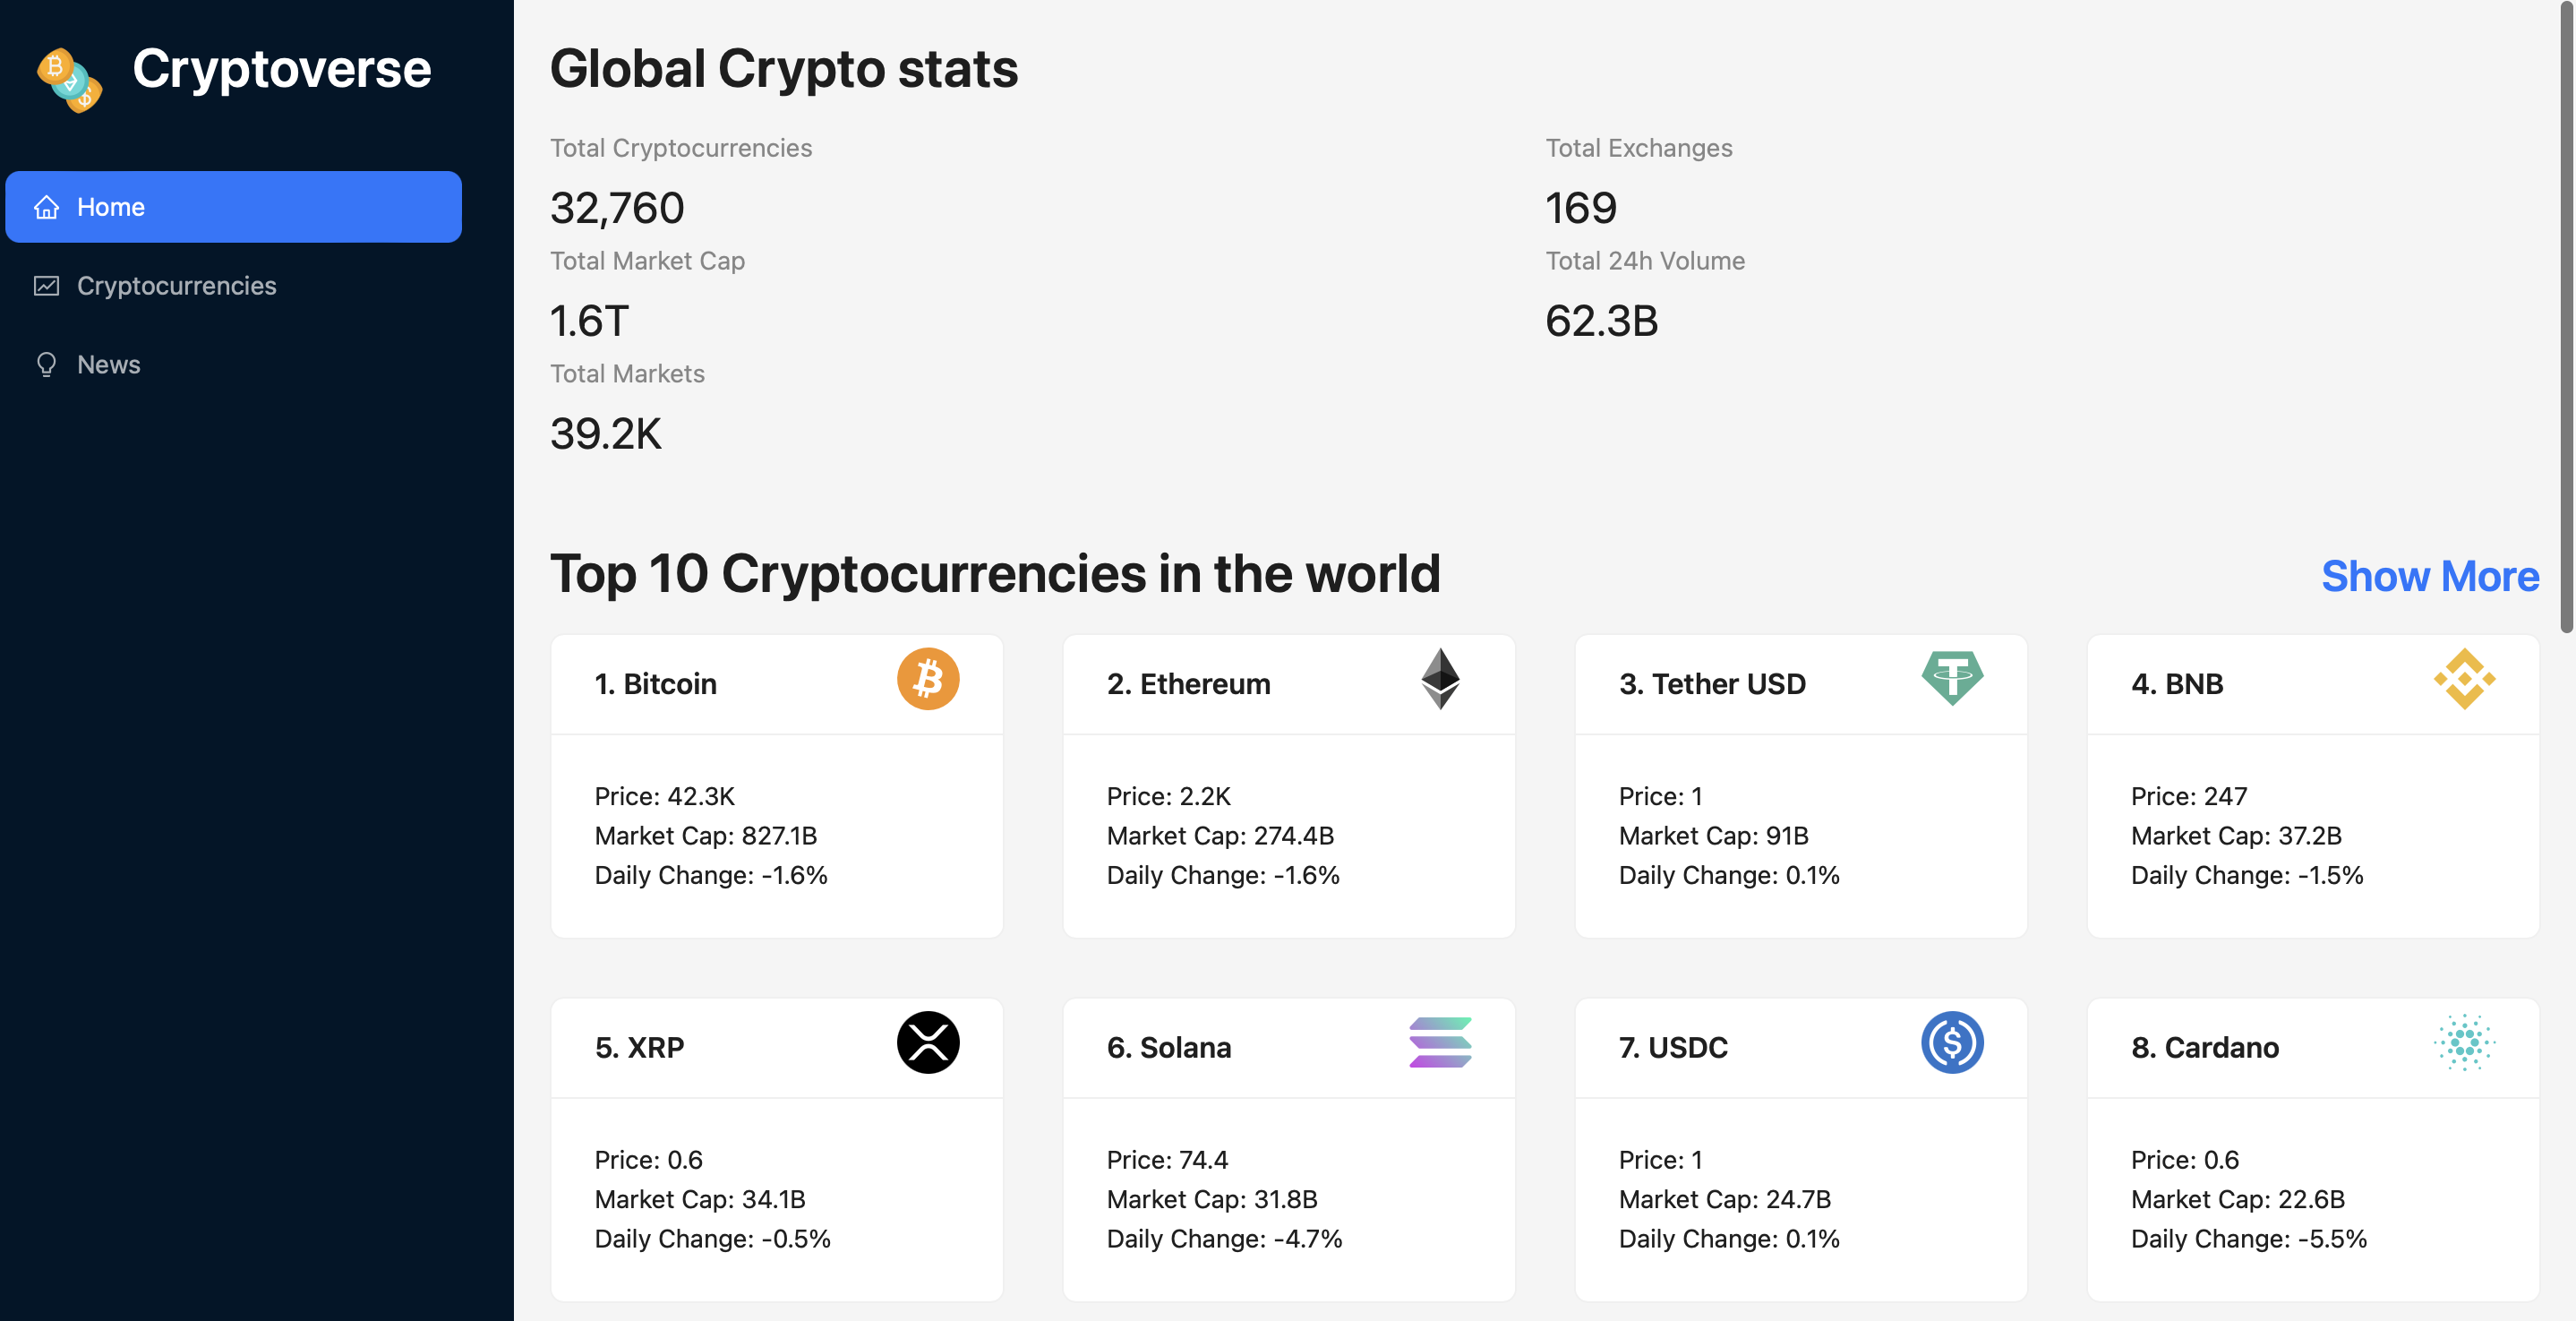 Cryptoverse
Home
Cryptocurrencies
News
Global Crypto stats
Total Cryptocurrencies
32,760
Total Exchanges
169
Total Market Cap
1.6T
Total 24h Volume
62.3B
Total Markets
39.2K
Top 10 Cryptocurrencies in the world
Show More
1. Bitcoin
Price: 42.3K
Market Cap: 827.1B
Daily Change: -1.6%
2. Ethereum
Price: 2.2K
Market Cap: 274.4B
Daily Change: -1.6%
3. Tether USD
Price: 1
Market Cap: 91B
Daily Change: 0.1%
4. BNB
Price: 247
Market Cap: 37.2B
Daily Change: -1.5%
5. XRP
Price: 0.6
Market Cap: 34.1B
Daily Change: -0.5%
6. Solana
Price: 74.4
Market Cap: 31.8B
Daily Change: -4.7%
7. USDC
Price: 1
Market Cap: 24.7B
Daily Change: 0.1%
8. Cardano
Price: 0.6
Market Cap: 22.6B
Daily Change: -5.5%